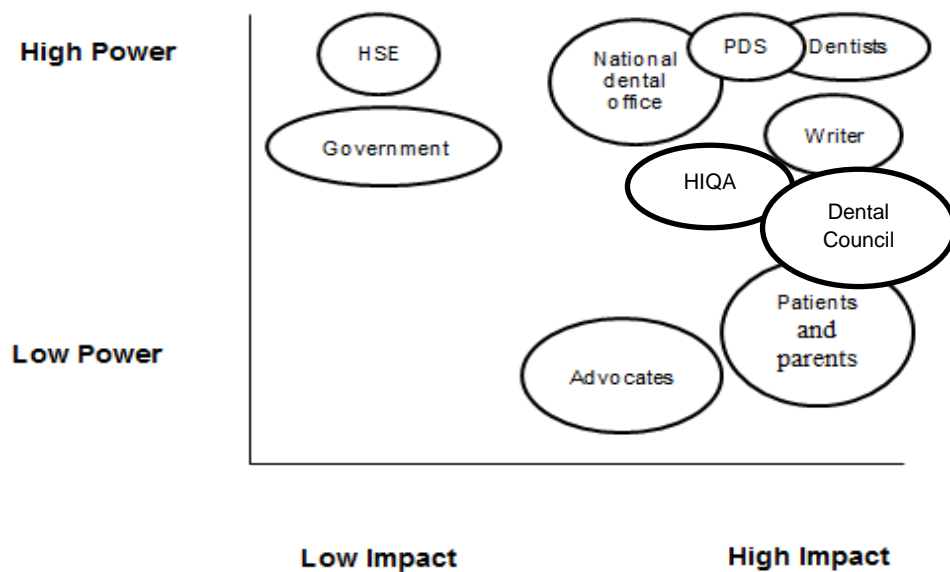 High Power
HSE
National
dental
office
PDS
Dentists
Government
Writer
HIQA
Dental
Council
Low Power
Patients
and
parents
Advocates
Low Impact
High Impact